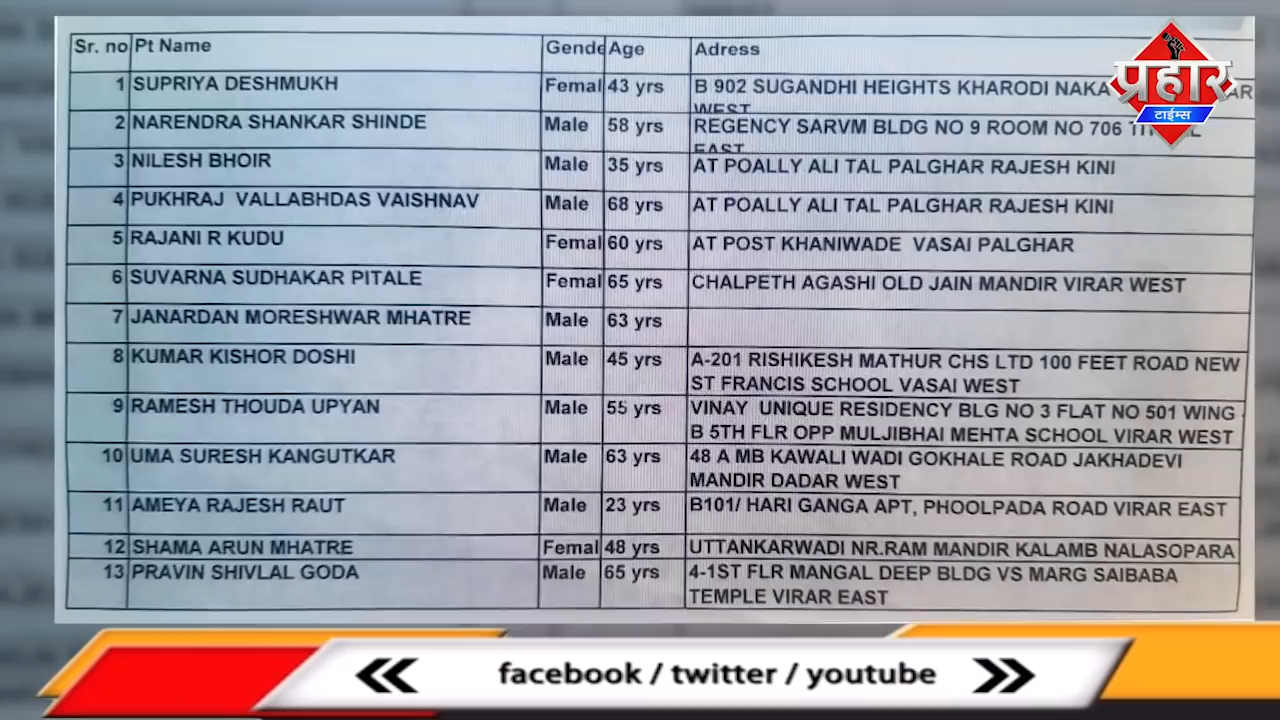 Sr. no Pt Name Gende Age Adress
1 SUPRIYA DESHMUKH Femal 43 yrs B 902 SUGANDHI HEIGHTS KHARODI NAKA
WEST
2 NARENDRA SHANKAR SHINDE Male 58 yrs REGENCY SARVM BLDG NO 9 ROOM NO 706
EAST
3 NILESH BHOIR Male 35 yrs AT POALLY ALI TAL PALGHAR RAJESH KINI
4 PUKHRAJ VALLABHDAS VAISHNAV Male 68 yrs AT POALLY ALI TAL PALGHAR RAJESH KINI
5 RAJANI R KUDU Femal 60 yrs AT POST KHANIWADE VASAI PALGHAR
6 SUVARNA SUDHAKAR PITALE Femal 65 yrs CHALPETH AGASHI OLD JAIN MANDIR VIRAR WEST
7 JANARDAN MORESHWAR MHATRE Male 63 yrs
8 KUMAR KISHOR DOSHI Male 45 yrs A-201 RISHIKESH MATHUR CHS LTD 100 FEET ROAD NEW
ST FRANCIS SCHOOL VASAI WEST
9 RAMESH THOUDA UPYAN Male 55 yrs VINAY UNIQUE RESIDENCY BLG NO 3 FLAT NO 501 WING
B 5TH FLR OPP MULJIBHAI MEHTA SCHOOL VIRAR WEST
10 UMA SURESH KANGUTKAR Male 63 yrs 48 A MB KAWALI WADI GOKHALE ROAD JAKHADEVI
MANDIR DADAR WEST
11 AMEYA RAJESH RAUT Male 23 yrs B101/ HARI GANGA APT, PHOOLPADA ROAD VIRAR EAST
12 SHAMA ARUN MHATRE Femal 48 yrs UTTANKARWADI NR.RAM MANDIR KALAMB NALASOPARA
13 PRAVIN SHIVLAL GODA Male 65 yrs 4-1ST FLR MANGAL DEEP BLDG VS MARG SAIBABA
TEMPLE VIRAR EAST
प्रहार
टाईम्स
facebook / twitter / youtube